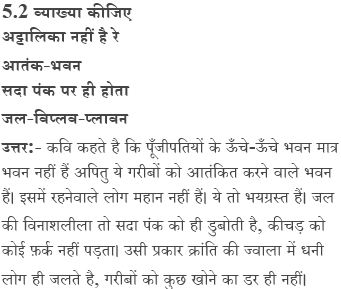 5.2 व्याख्या कीजिए
अट्टालिका नहीं है रे
आतंक-भवन
सदा पंक पर ही होता
जल-विप्लव-प्लावन
उत्तर:- कवि कहते है कि पूँजीपतियों के ऊँचे-ऊँचे भवन मात्र
भवन नहीं हैं अपितु ये गरीबों को आतंकित करने वाले भवन
हैं। इसमें रहनेवाले लोग महान नहीं हैं। ये तो भयग्रस्त हैं। जल
की विनाशलीला तो सदा पंक को ही डुबोती है, कीचड़ को
कोई फ़र्क नहीं पड़ता। उसी प्रकार क्रांति की ज्वाला में धनी
लोग ही जलते है, गरीबों को कुछ खोने का डर ही नहीं।